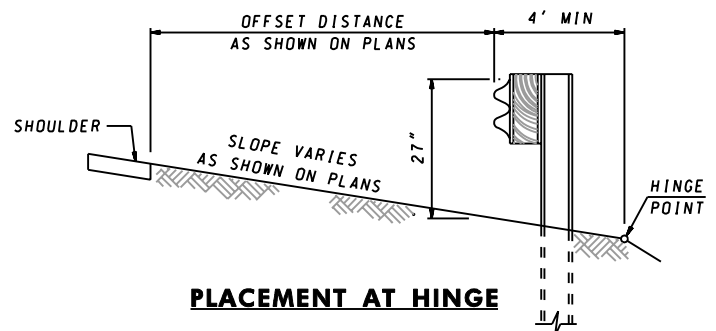 OFFSET DISTANCE
AS SHOWN ON PLANS
4' MIN
SHOULDER
SLOPE VARIES
AS SHOWN ON PLANS
27"
HINGE
POINT
PLACEMENT AT HINGE